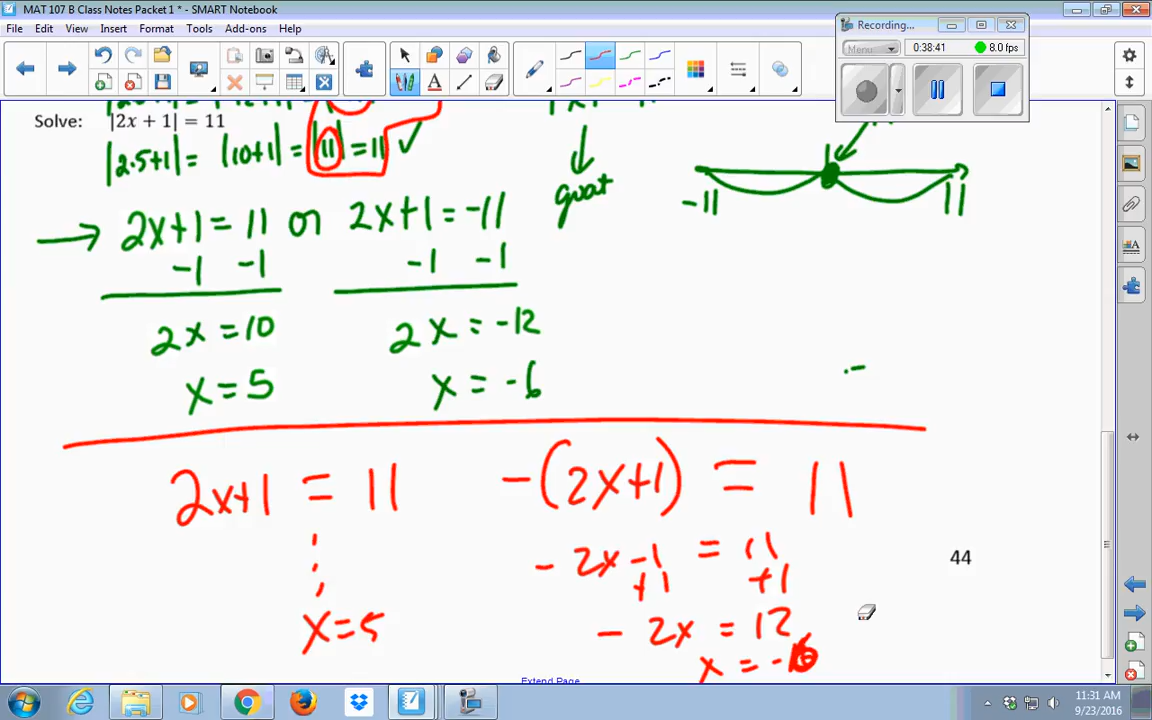 MAT 107 B Class Notes Packet 1 * - SMART Notebook
File Edit View Insert Format Tools Add-ons Help
Recording...
Menu 0:38:41 8.0 fps
Solve: |2x + 1| = 11
|2·5+1| = |10+1| = |11| = 11 ✓
goat
-11 11
→ 2x+1 = 11 or 2x+1 = -11
-1 -1 -1 -1
2x = 10 2x = -12
x = 5 x = -6
2x+1 = 11 -(2x+1) = 11
-2x -1 = 11
+1 +1
44
-2x = 12
x = 5
x = -6
Extend Page
11:31 AM
9/23/2016